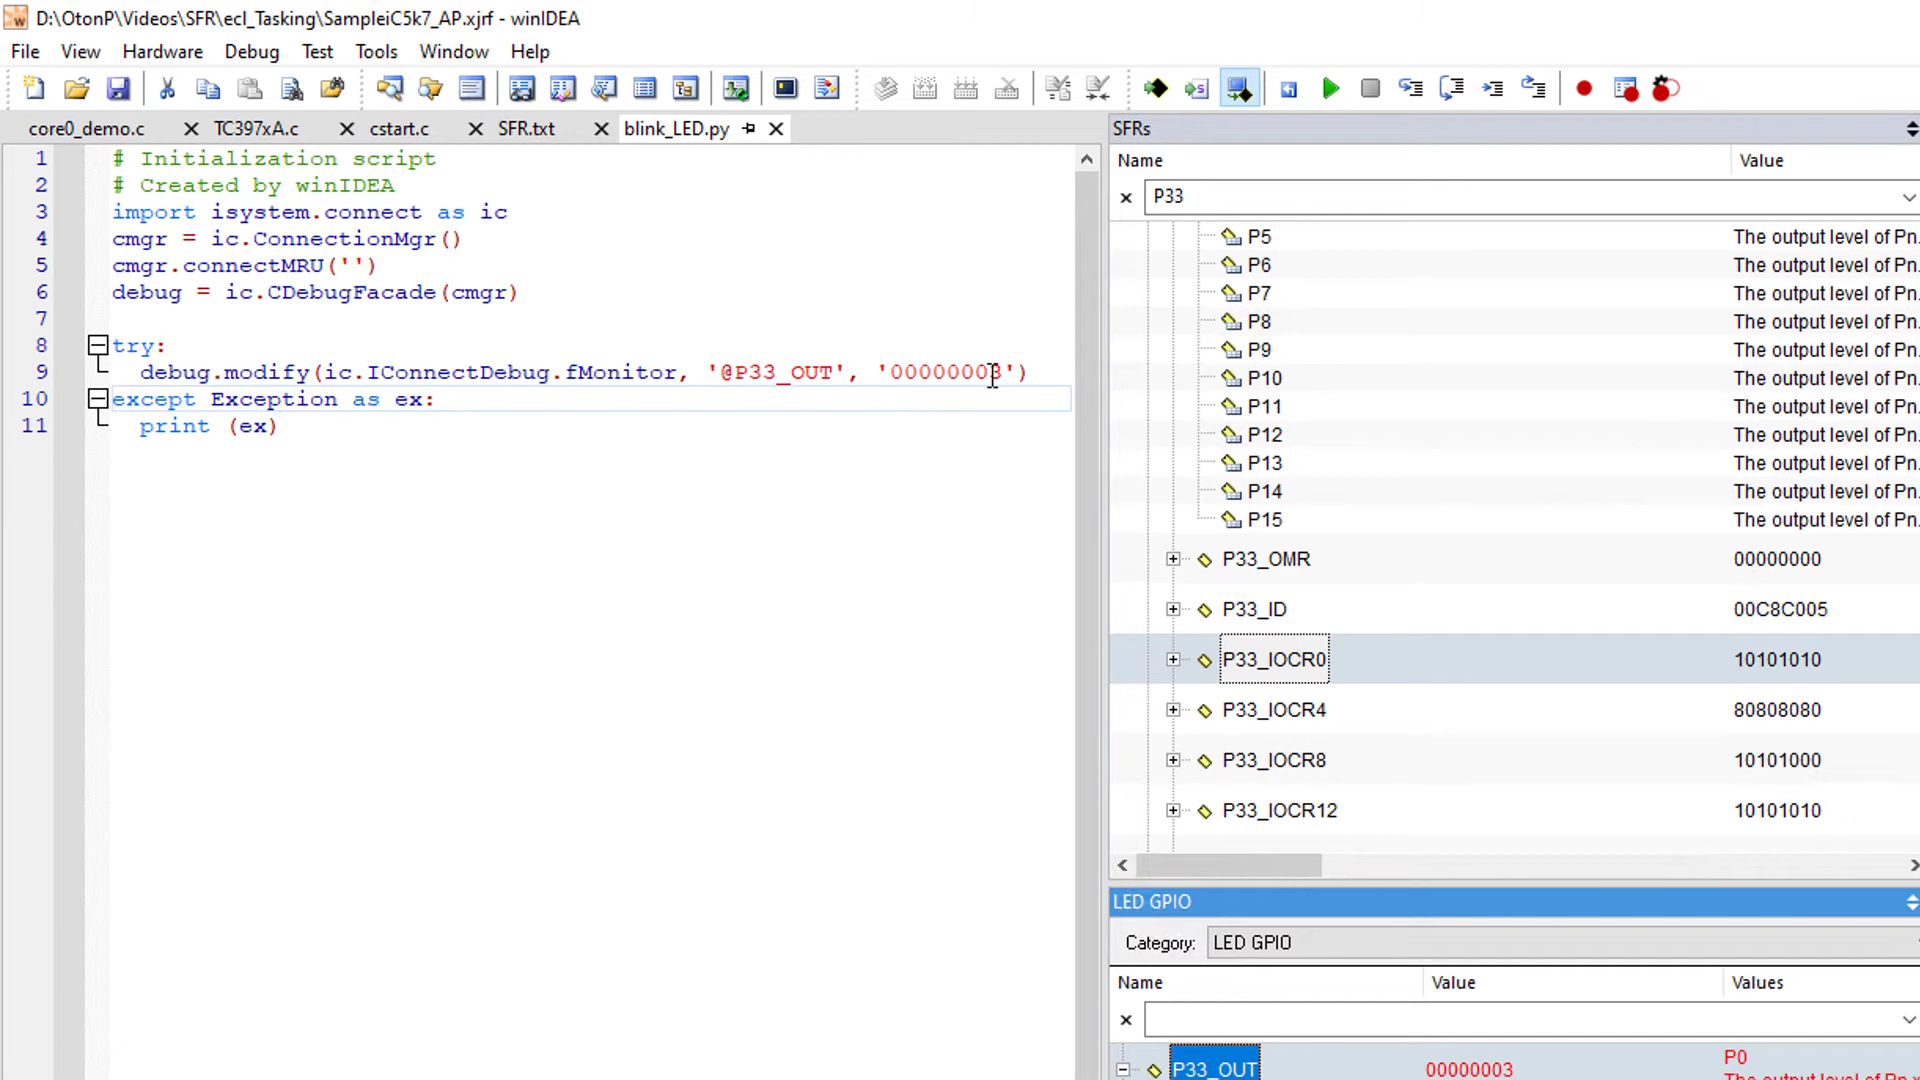 D:\OtonP\Videos\SFR\ecl_Tasking\SampleiC5k7_AP.xjrf - winIDEA
File View Hardware Debug Test Tools Window Help
core0_demo.c TC397xA.c cstart.c SFR.txt blink_LED.py
1 # Initialization script
2 # Created by winIDEA
3 import isystem.connect as ic
4 cmgr = ic.ConnectionMgr()
5 cmgr.connectMRU('')
6 debug = ic.CDebugFacade(cmgr)
7
8 try:
9 debug.modify(ic.IConnectDebug.fMonitor, '@P33_OUT', '00000003')
10 except Exception as ex:
11 print (ex)
SFRs
Name Value
P33
P5 The output level of Pn.
P6 The output level of Pn.
P7 The output level of Pn.
P8 The output level of Pn.
P9 The output level of Pn.
P10 The output level of Pn.
P11 The output level of Pn.
P12 The output level of Pn.
P13 The output level of Pn.
P14 The output level of Pn.
P15 The output level of Pn.
P33_OMR 00000000
P33_ID 00C8C005
P33_IOCR0 10101010
P33_IOCR4 80808080
P33_IOCR8 10101000
P33_IOCR12 10101010
LED GPIO
Category: LED GPIO
Name Value Values
P33_OUT 00000003 P0
The output level of Pn.